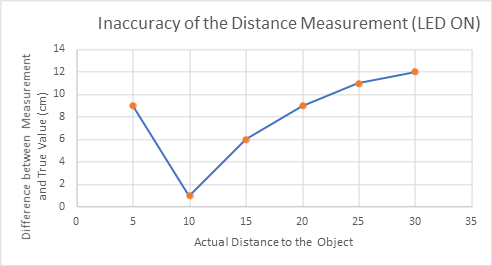 Inaccuracy of the Distance Measurement (LED ON)
Difference between Measurement
and True Value (cm)
14
12
10
8
6
4
2
0
0 5 10 15 20 25 30 35
Actual Distance to the Object